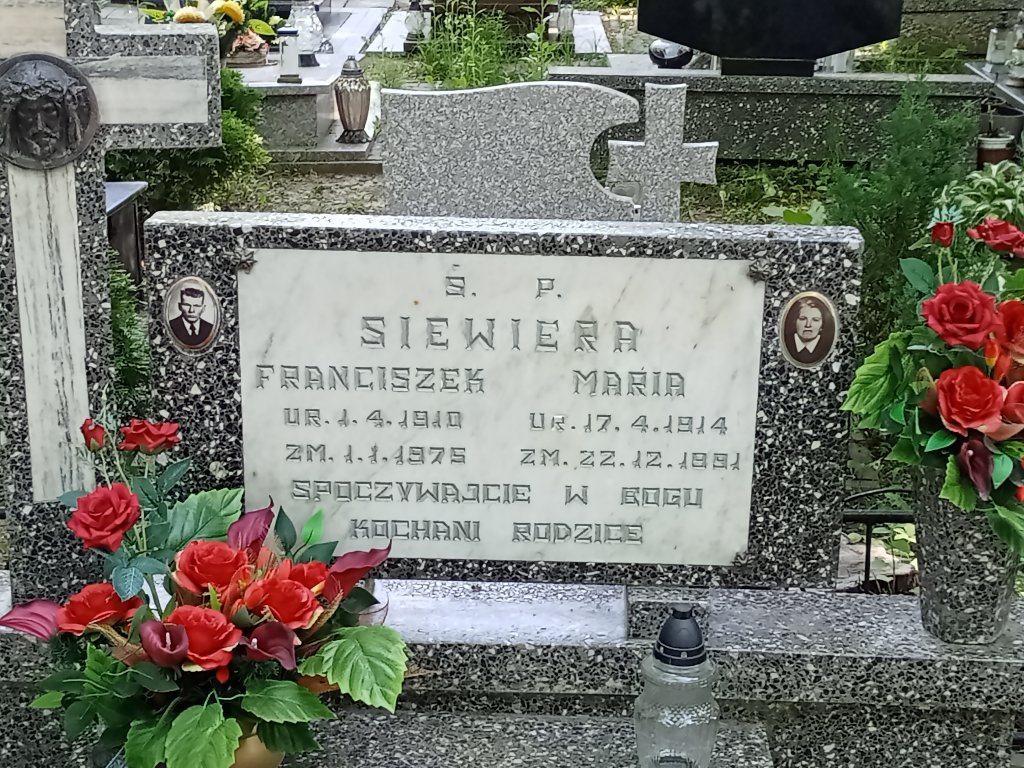 Ś. P.
SIEWIERA
FRANCISZEK MARIA
UR. 1. 4. 1910 UR. 17. 4. 1914
ZM. 1. 1. 1975 ZM. 22. 12. 1991
SPOCZYWAJCIE W BOGU
KOCHANI RODZICE